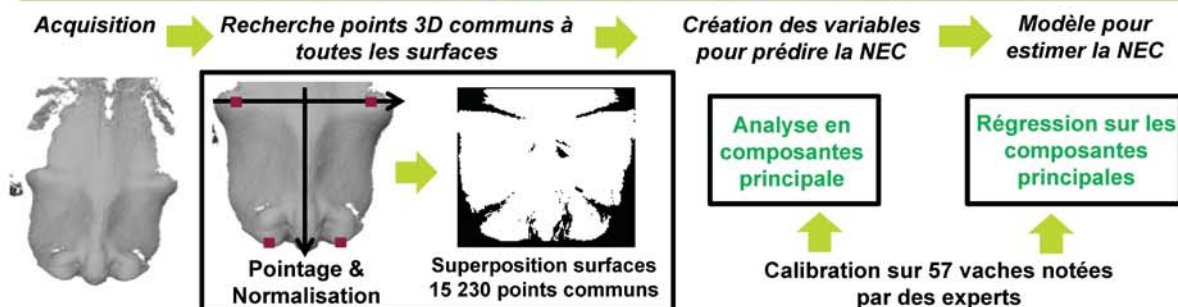 Acquisition
Recherche points 3D communs à
toutes les surfaces
Création des variables
pour prédire la NEC
Modèle pour
estimer la NEC
Pointage &
Normalisation
Superposition surfaces
15 230 points communs
Analyse en
composantes
principale
Régression sur les
composantes
principales
Calibration sur 57 vaches notées
par des experts